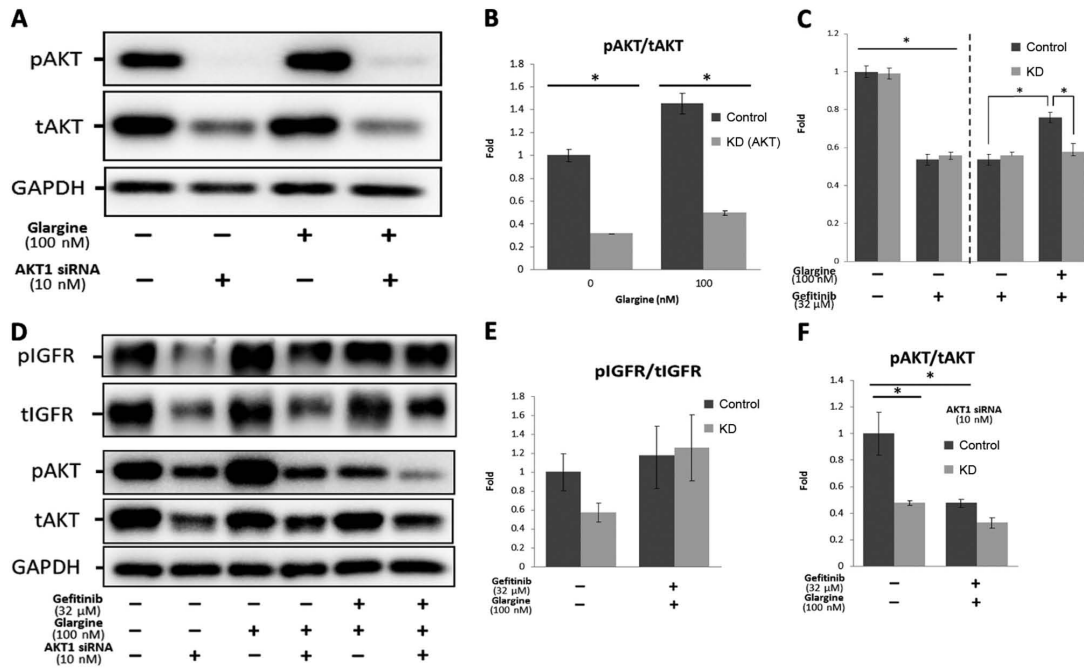 A
pAKT
tAKT
GAPDH
Glargine
(100 nM)
− − + +
AKT1 siRNA
(10 nM)
− + − +
B
pAKT/tAKT
1.6
1.4
1.2
1
0.8
0.6
0.4
0.2
0
Fold
* *
Control
KD (AKT)
0 100
Glargine (nM)
C
1.2
1
0.8
0.6
0.4
0.2
0
Fold
*
* *
Control
KD
Glargine
(100 nM)
− − − +
Gefitinib
(32 μM)
− + + +
D
pIGFR
tIGFR
pAKT
tAKT
GAPDH
Gefitinib
(32 μM)
− − − − + +
Glargine
(100 nM)
− − + + + +
AKT1 siRNA
(10 nM)
− + − + − +
E
pIGFR/tIGFR
1.8
1.6
1.4
1.2
1
0.8
0.6
0.4
0.2
0
Fold
Control
KD
Gefitinib
(32 μM)
− +
Glargine
(100 nM)
− +
F
pAKT/tAKT
1.4
1.2
1
0.8
0.6
0.4
0.2
0
Fold
*
*
AKT1 siRNA
(10 nM)
Control
KD
Gefitinib
(32 μM)
− +
Glargine
(100 nM)
− +